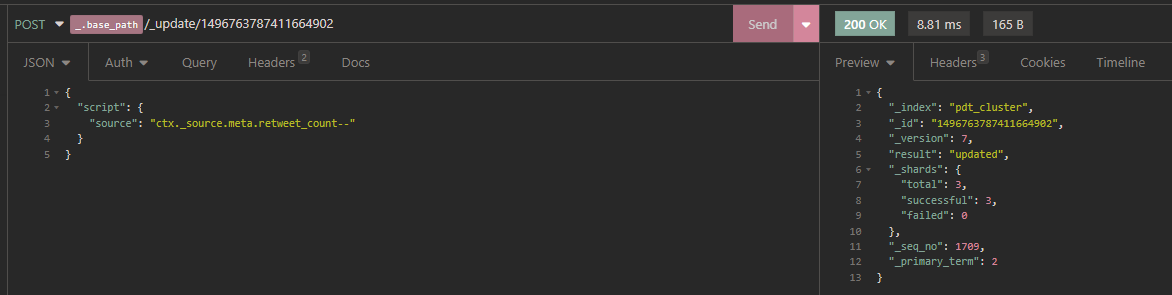 POST _.base_path/_update/1496763787411664902 Send 200 OK 8.81 ms 165 B
JSON Auth Query Headers 2 Docs Preview Headers 3 Cookies Timeline
1 {
2 "script": {
3 "source": "ctx._source.meta.retweet_count--"
4 }
5 }
1 {
2 "_index": "pdt_cluster",
3 "_id": "1496763787411664902",
4 "_version": 7,
5 "result": "updated",
6 "_shards": {
7 "total": 3,
8 "successful": 3,
9 "failed": 0
10 },
11 "_seq_no": 1709,
12 "_primary_term": 2
13 }